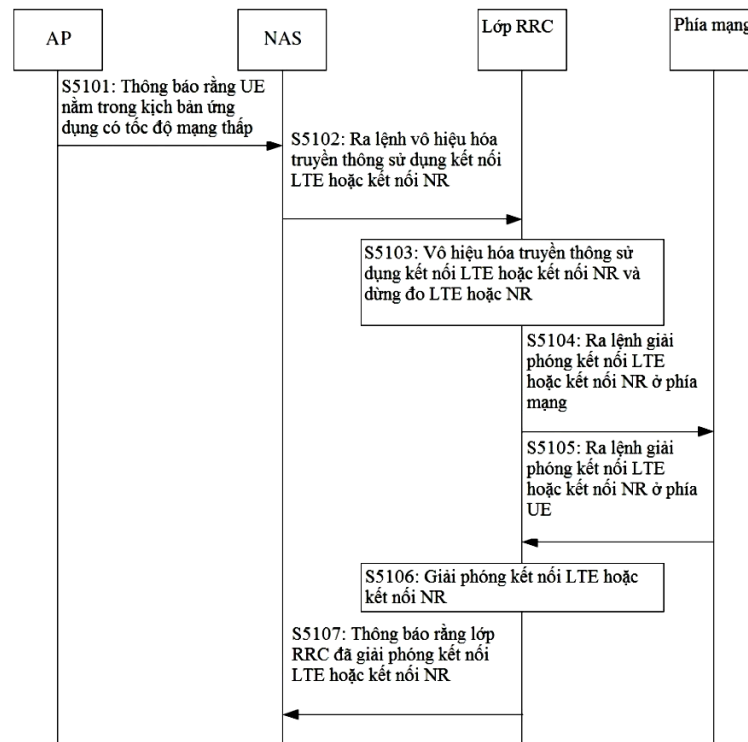 AP
NAS
Lớp RRC
Phía mạng
S5101: Thông báo rằng UE
nằm trong kịch bản ứng
dụng có tốc độ mạng thấp
S5102: Ra lệnh vô hiệu hóa
truyền thông sử dụng kết nối
LTE hoặc kết nối NR
S5103: Vô hiệu hóa truyền thông sử
dụng kết nối LTE hoặc kết nối NR và
dừng đo LTE hoặc NR
S5104: Ra lệnh giải
phóng kết nối LTE
hoặc kết nối NR ở phía
mạng
S5105: Ra lệnh giải
phóng kết nối LTE
hoặc kết nối NR ở phía
UE
S5106: Giải phóng kết nối LTE hoặc
kết nối NR
S5107: Thông báo rằng lớp
RRC đã giải phóng kết nối
LTE hoặc kết nối NR